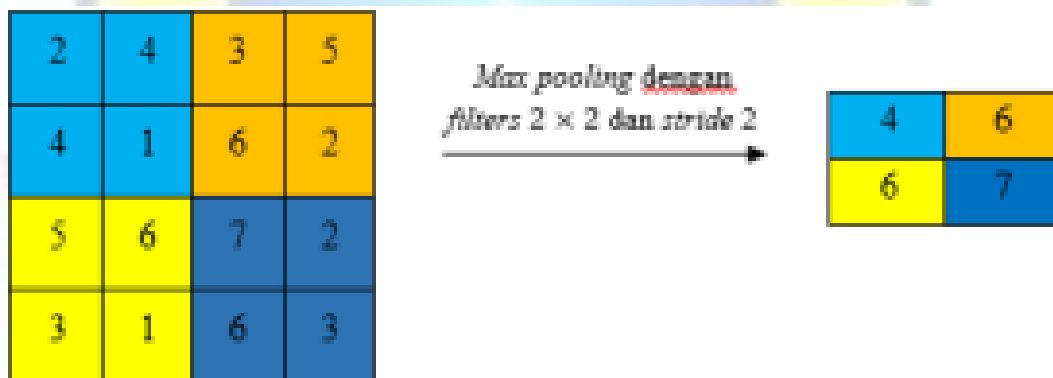 2 4 3 5
4 1 6 2
5 6 7 2
3 1 6 3
Max pooling dengan
filters 2 × 2 dan stride 2
4 6
6 7